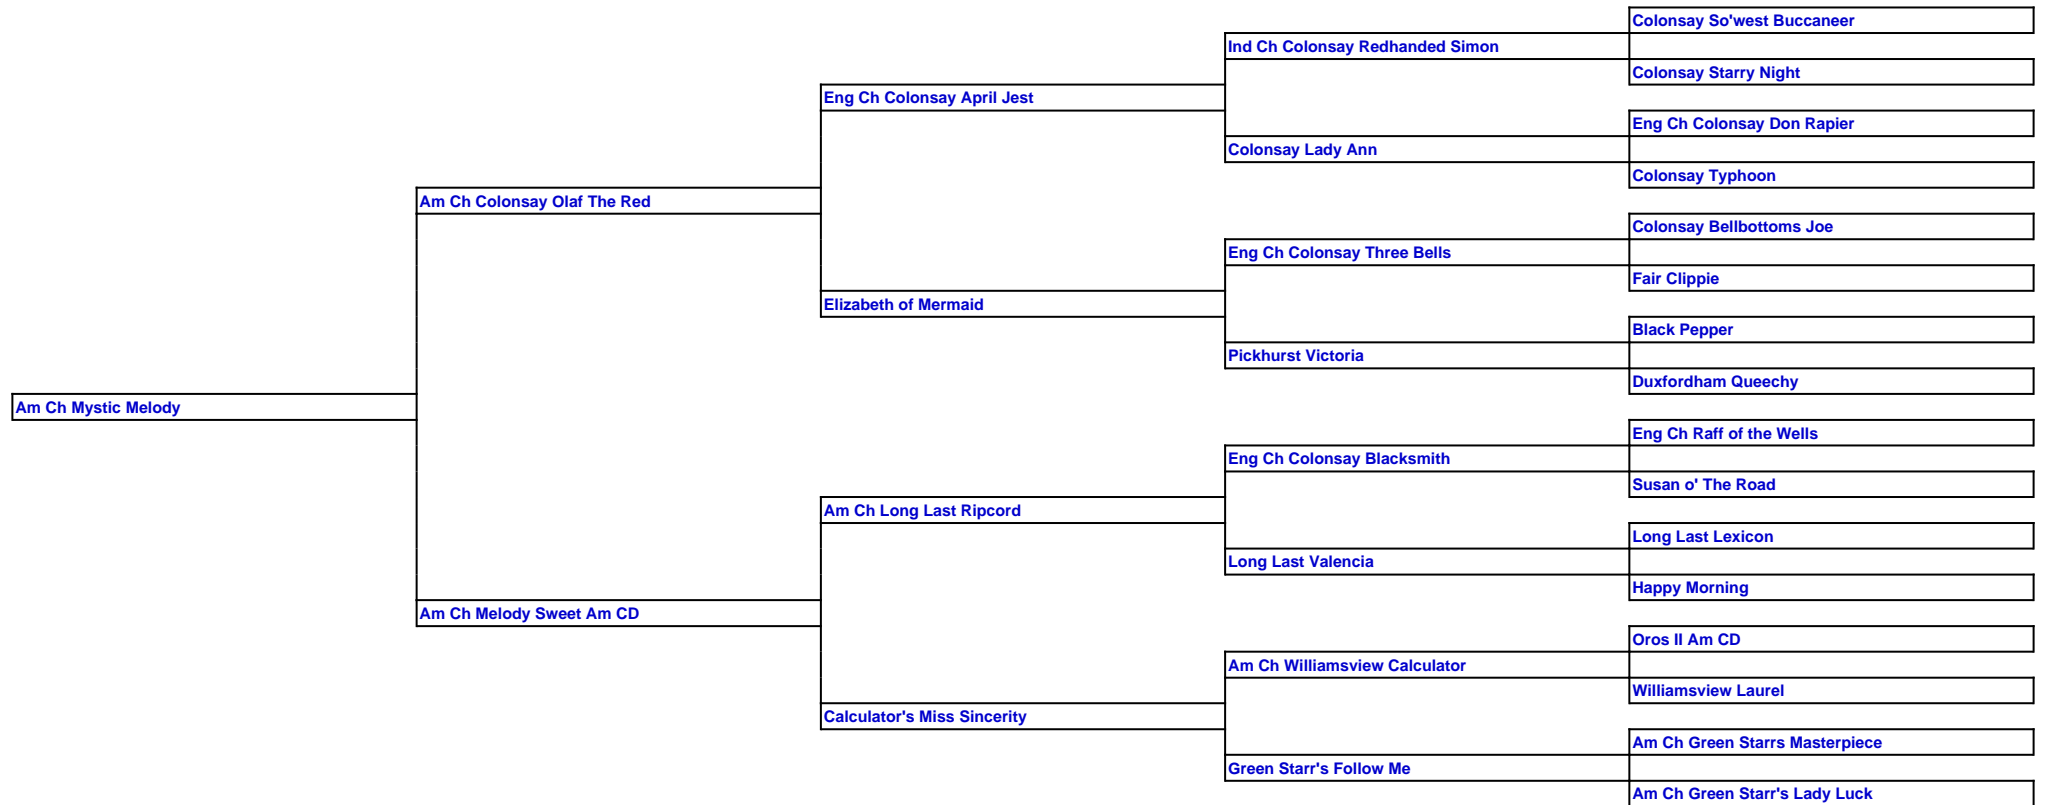 Colonsay So'west Buccaneer
Ind Ch Colonsay Redhanded Simon
Colonsay Starry Night
Eng Ch Colonsay April Jest
Eng Ch Colonsay Don Rapier
Colonsay Lady Ann
Colonsay Typhoon
Am Ch Colonsay Olaf The Red
Colonsay Bellbottoms Joe
Eng Ch Colonsay Three Bells
Fair Clippie
Elizabeth of Mermaid
Black Pepper
Pickhurst Victoria
Duxfordham Queechy
Am Ch Mystic Melody
Eng Ch Raff of the Wells
Eng Ch Colonsay Blacksmith
Susan o' The Road
Am Ch Long Last Ripcord
Long Last Lexicon
Long Last Valencia
Happy Morning
Am Ch Melody Sweet Am CD
Oros II Am CD
Am Ch Williamsview Calculator
Williamsview Laurel
Calculator's Miss Sincerity
Am Ch Green Starrs Masterpiece
Green Starr's Follow Me
Am Ch Green Starr's Lady Luck